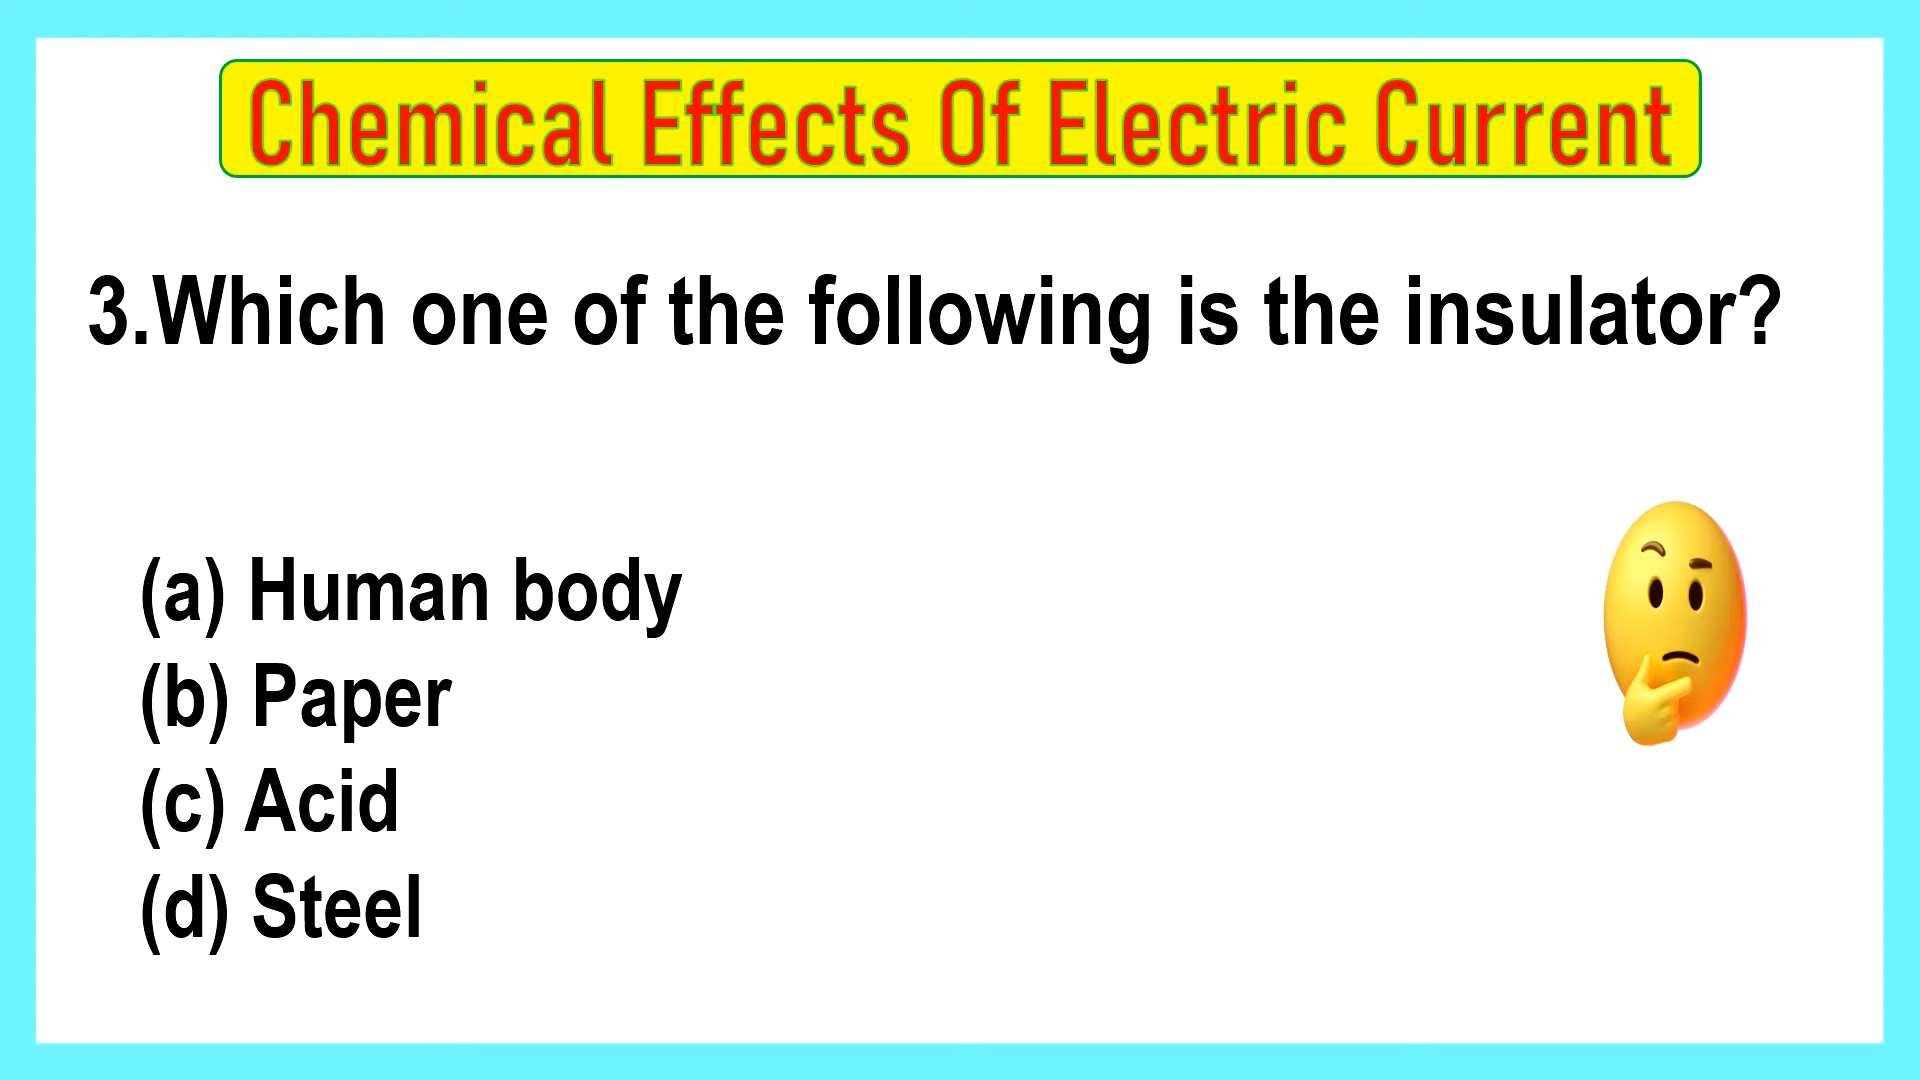 Chemical Effects Of Electric Current
3.Which one of the following is the insulator?
(a) Human body
(b) Paper
(c) Acid
(d) Steel